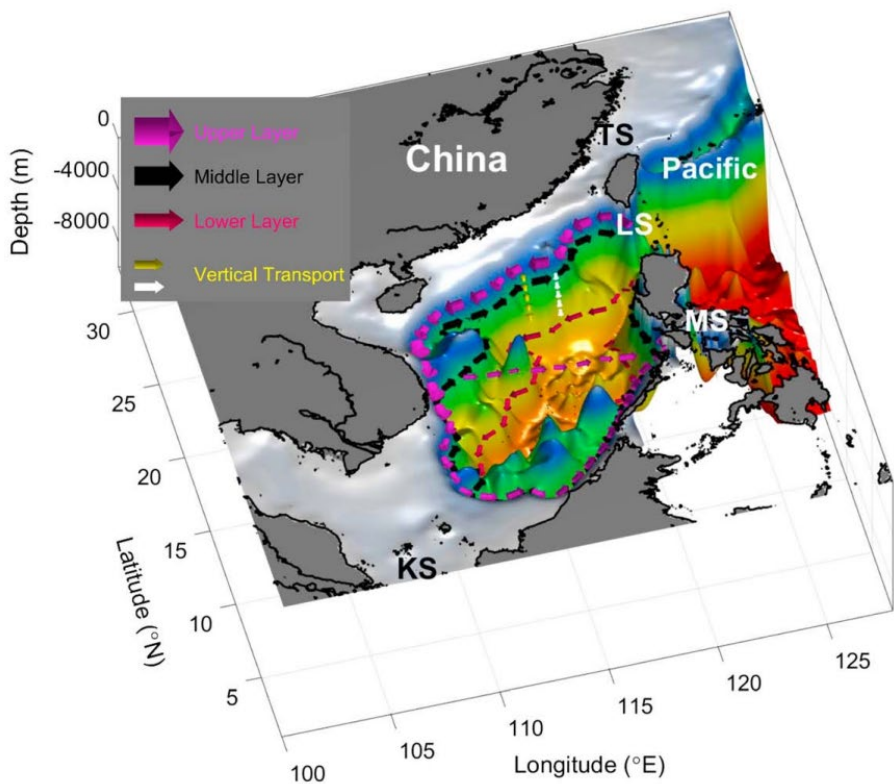 Upper Layer
Middle Layer
Lower Layer
Vertical Transport
China
TS
Pacific
LS
MS
KS
Depth (m)
0
-4000
-8000
30
25
20
15
10
5
Latitude (°N)
100
105
110
115
120
125
Longitude (°E)